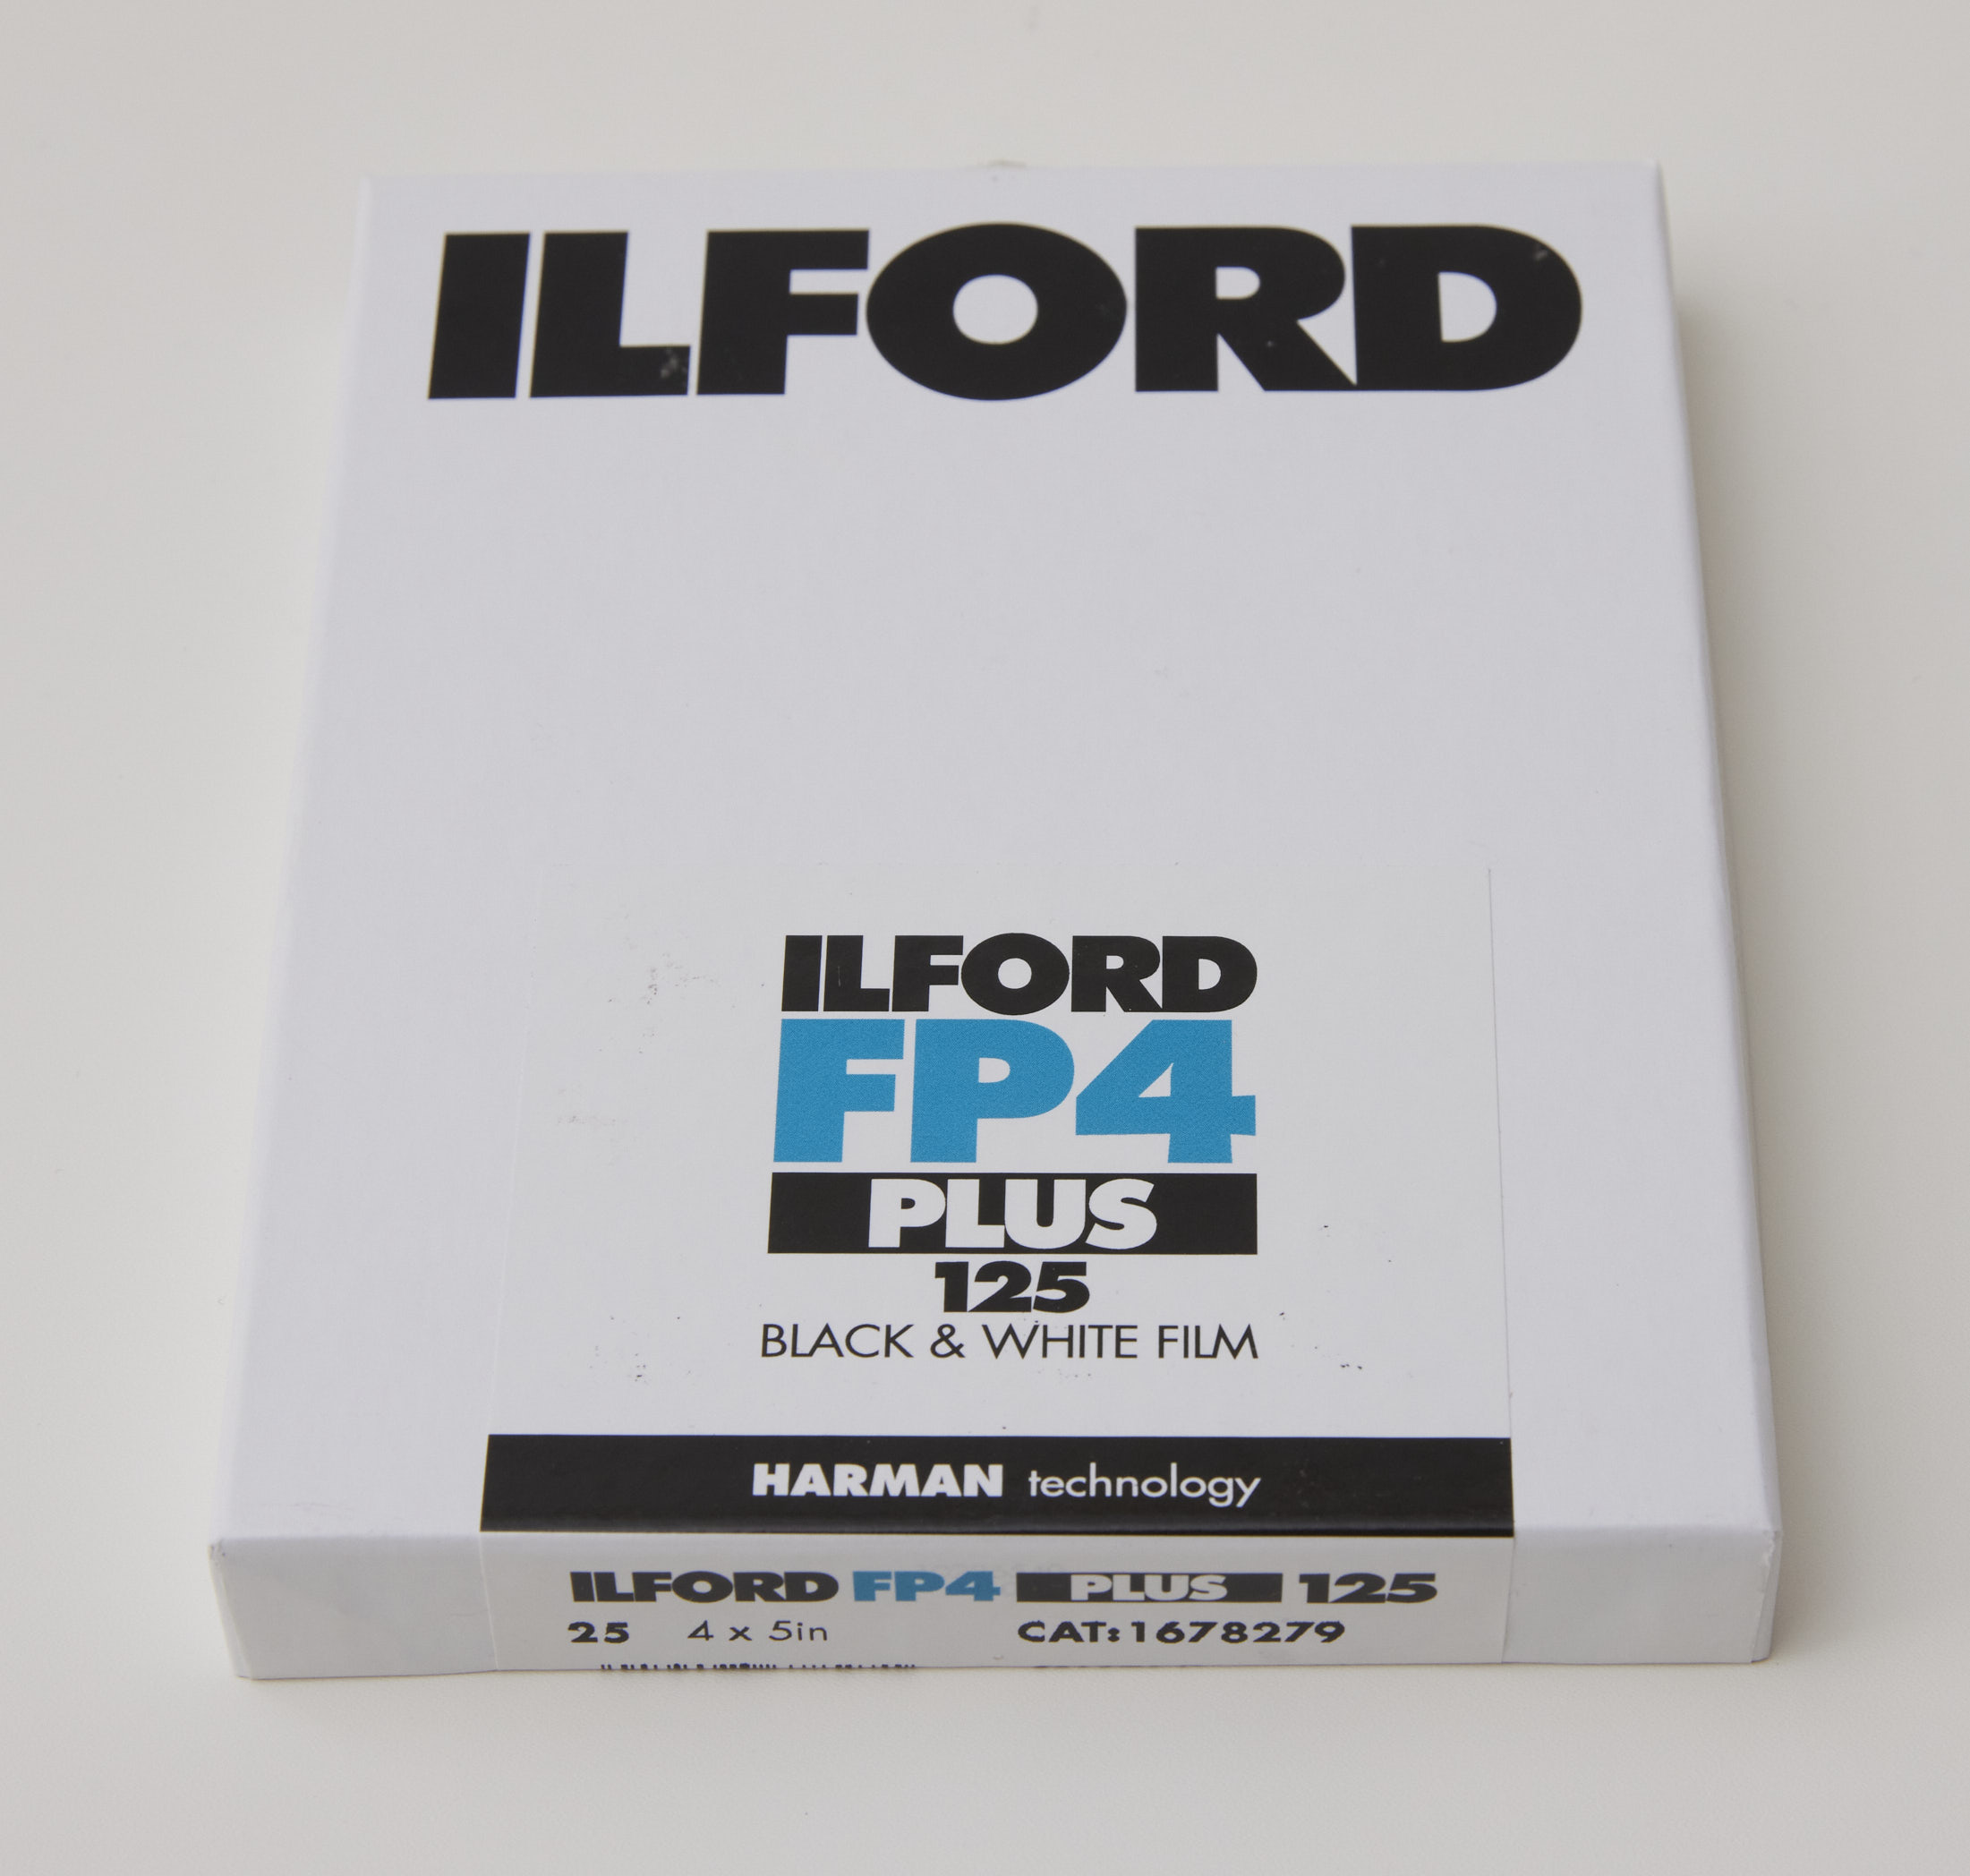 ILFORD
ILFORD
FP4
PLUS
125
BLACK & WHITE FILM
HARMAN technology
ILFORD FP4 PLUS 125
25 4 x 5in CAT:1678279